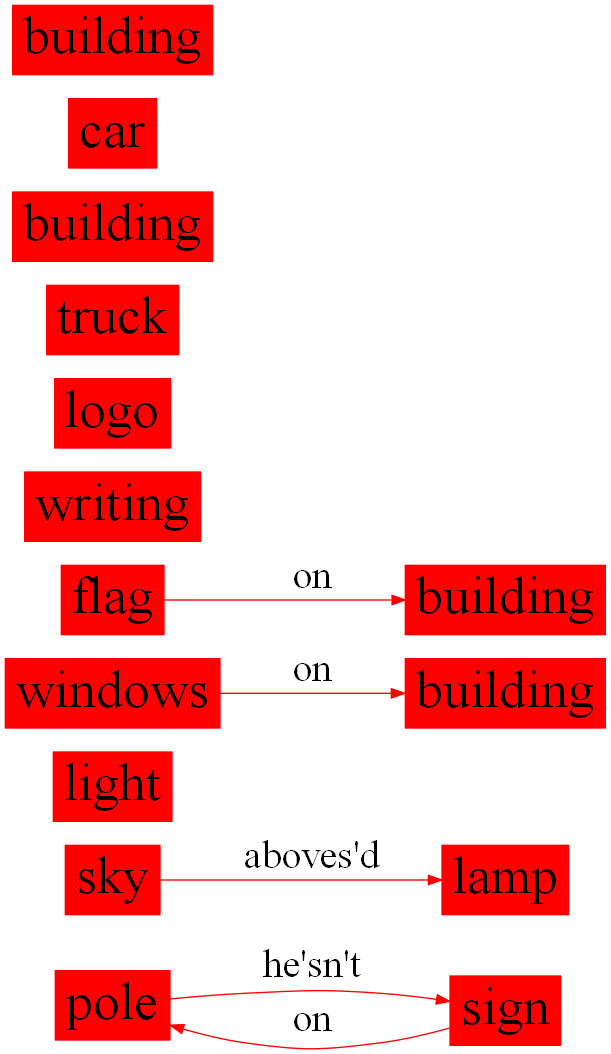 building
car
building
truck
logo
writing
flag on building
windows on building
light
sky aboves'd lamp
pole he'sn't sign
on